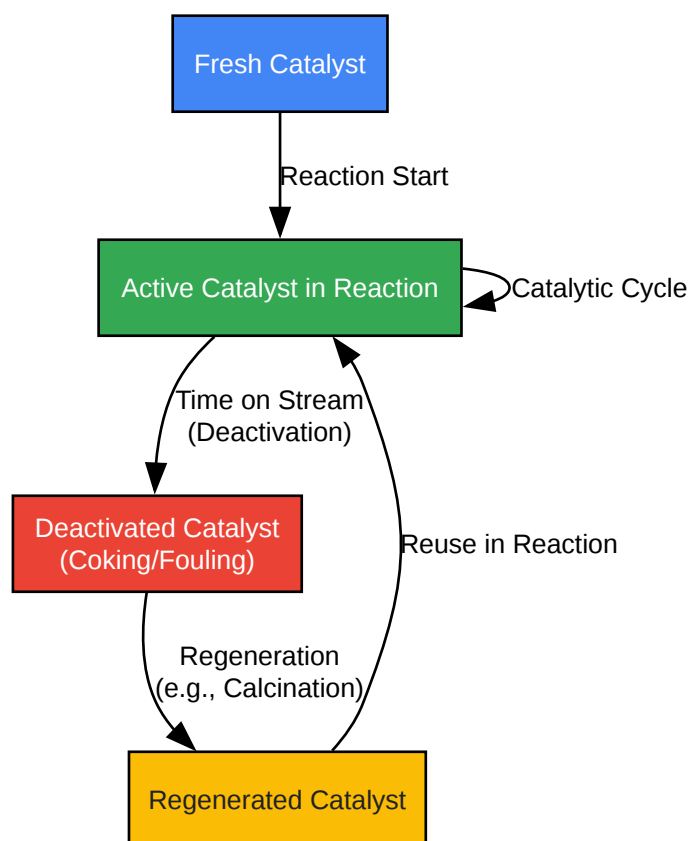 Fresh Catalyst
Reaction Start
Active Catalyst in Reaction
Catalytic Cycle
Time on Stream
(Deactivation)
Deactivated Catalyst
(Coking/Fouling)
Reuse in Reaction
Regeneration
(e.g., Calcination)
Regenerated Catalyst